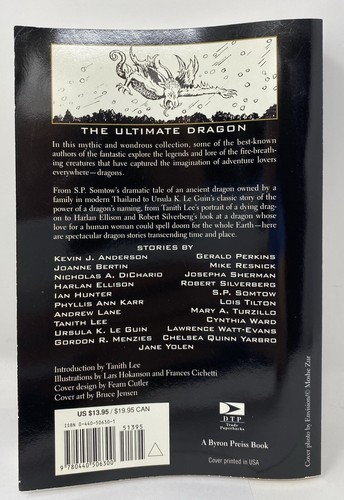 THE ULTIMATE DRAGON
In this mythic and wondrous collection, some of the best-known
authors of the fantastic explore the legends and lore of the fire-breath-
ing creatures that have captured the imagination of adventure lovers
everywhere—dragons.
From S.P. Somtow's dramatic tale of an ancient dragon owned by a
family in modern Thailand to Ursula K. Le Guin's classic story of the
power of a dragon's naming, from Tanith Lee's portrait of a dying drag-
on to Harlan Ellison and Robert Silverberg's look at a dragon whose
love for a human woman could spell doom for the whole Earth—here
are spectacular dragon stories transcending time and place.
STORIES BY
KEVIN J. ANDERSON
JOANNE BERTIN
NICHOLAS A. DICHARIO
HARLAN ELLISON
IAN HUNTER
PHYLLIS ANN KARR
ANDREW LANE
TANITH LEE
URSULA K. LE GUIN
GORDON R. MENZIES
GERALD PERKINS
MIKE RESNICK
JOSEPHA SHERMAN
ROBERT SILVERBERG
S.P. SOMTOW
LOIS TILTON
MARY A. TURZILLO
CYNTHIA WARD
LAWRENCE WATT-EVANS
CHELSEA QUINN YARBRO
JANE YOLEN
Introduction by Tanith Lee
Illustrations by Lars Hokanson and Frances Cichetti
Cover design by Fearn Cutler
Cover art by Bruce Jensen
US $13.95 / $19.95 CAN
ISBN 0-440-50630-1
51395
9 780440 506300
DTP
Trade
Paperbacks
A Byron Preiss Book
Cover printed in USA